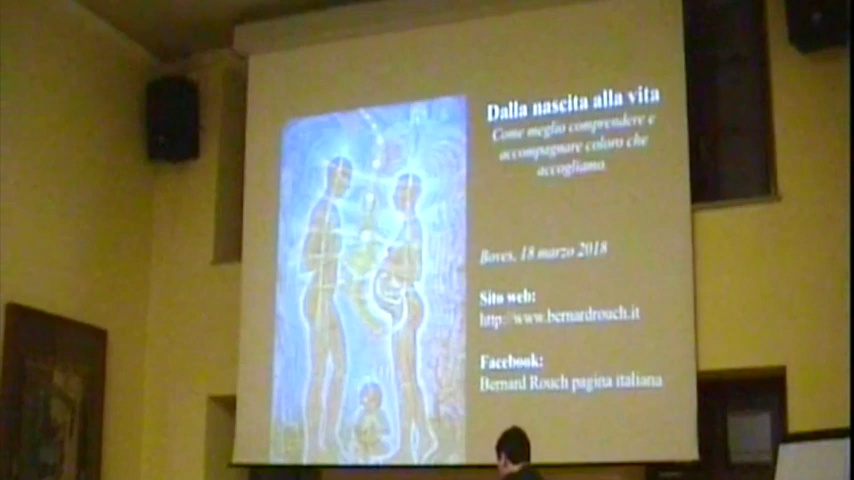 Dalla nascita alla vita
Come meglio comprendere e
accompagnare coloro che
accogliamo.
Boves, 18 marzo 2018
Sito web:
http://www.bernardrouch.it
Facebook:
Bernard Rouch pagina italiana